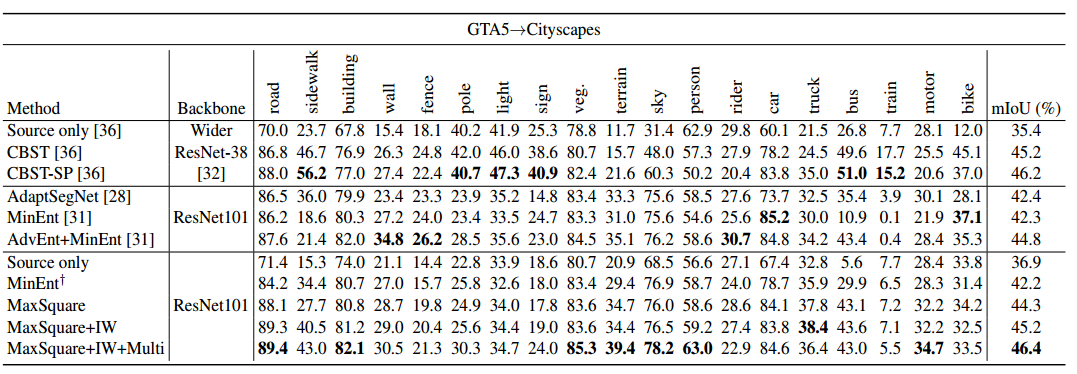 GTA5→Cityscapes
Method Backbone road sidewalk building wall fence pole light sign veg. terrain sky person rider car truck bus train motor bike mIoU (%)
Source only [36] Wider 70.0 23.7 67.8 15.4 18.1 40.2 41.9 25.3 78.8 11.7 31.4 62.9 29.8 60.1 21.5 26.8 7.7 28.1 12.0 35.4
CBST [36] ResNet-38 86.8 46.7 76.9 26.3 24.8 42.0 46.0 38.6 80.7 15.7 48.0 57.3 27.9 78.2 24.5 49.6 17.7 25.5 45.1 45.2
CBST-SP [36] [32] 88.0 56.2 77.0 27.4 22.4 40.7 47.3 40.9 82.4 21.6 60.3 50.2 20.4 83.8 35.0 51.0 15.2 20.6 37.0 46.2
AdaptSegNet [28] 86.5 36.0 79.9 23.4 23.3 23.9 35.2 14.8 83.4 33.3 75.6 58.5 27.6 73.7 32.5 35.4 3.9 30.1 28.1 42.4
MinEnt [31] ResNet101 86.2 18.6 80.3 27.2 24.0 23.4 33.5 24.7 83.3 31.0 75.6 54.6 25.6 85.2 30.0 10.9 0.1 21.9 37.1 42.3
AdvEnt+MinEnt [31] 87.6 21.4 82.0 34.8 26.2 28.5 35.6 23.0 84.5 35.1 76.2 58.6 30.7 84.8 34.2 43.4 0.4 28.4 35.3 44.8
Source only 71.4 15.3 74.0 21.1 14.4 22.8 33.9 18.6 80.7 20.9 68.5 56.6 27.1 67.4 32.8 5.6 7.7 28.4 33.8 36.9
MinEnt† 84.2 34.4 80.7 27.0 15.7 25.8 32.6 18.0 83.4 29.4 76.9 58.7 24.0 78.7 35.9 29.9 6.5 28.3 31.4 42.2
MaxSquare ResNet101 88.1 27.7 80.8 28.7 19.8 24.9 34.0 17.8 83.6 34.7 76.0 58.6 28.6 84.1 37.8 43.1 7.2 32.2 34.2 44.3
MaxSquare+IW 89.3 40.5 81.2 29.0 20.4 25.6 34.4 19.0 83.6 34.4 76.5 59.2 27.4 83.8 38.4 43.6 7.1 32.2 32.5 45.2
MaxSquare+IW+Multi 89.4 43.0 82.1 30.5 21.3 30.3 34.7 24.0 85.3 39.4 78.2 63.0 22.9 84.6 36.4 43.0 5.5 34.7 33.5 46.4